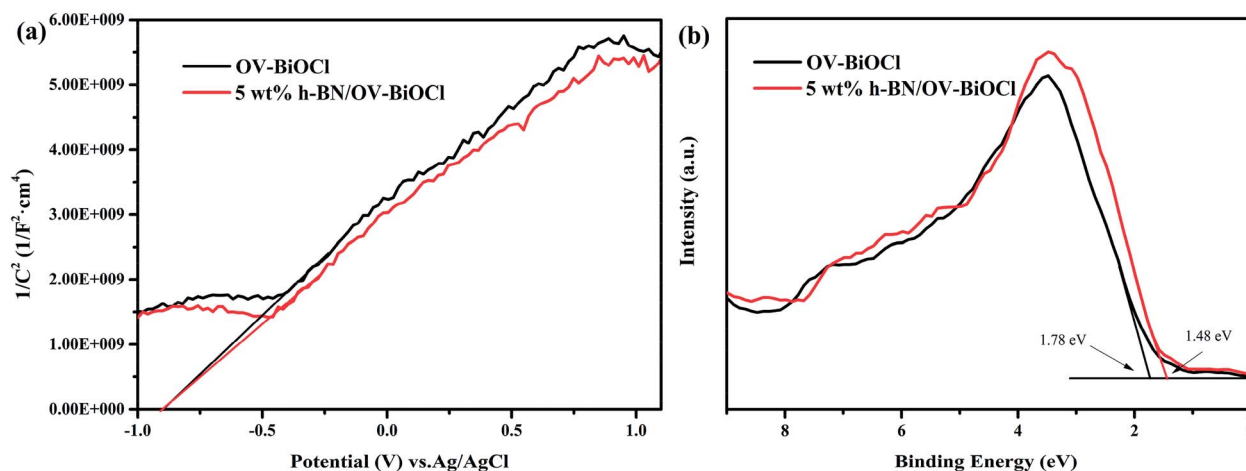 (a)
OV-BiOCl
5 wt% h-BN/OV-BiOCl
1/C² (1/F²·cm⁴)
6.00E+009
5.00E+009
4.00E+009
3.00E+009
2.00E+009
1.00E+009
0.00E+000
-1.0 -0.5 0.0 0.5 1.0
Potential (V) vs.Ag/AgCl
(b)
OV-BiOCl
5 wt% h-BN/OV-BiOCl
Intensity (a.u.)
1.78 eV
1.48 eV
8 6 4 2
Binding Energy (eV)